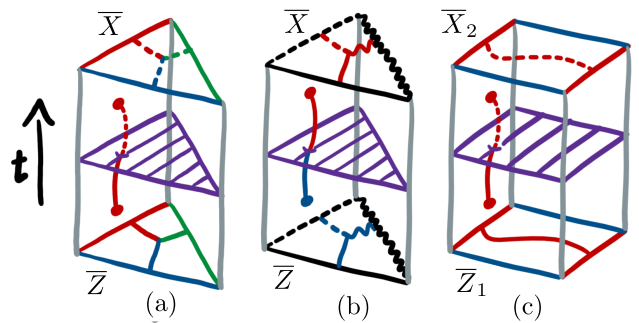 X̅ X̅ X̅₂
t
Z̅ Z̅ Z̅₁
(a) (b) (c)